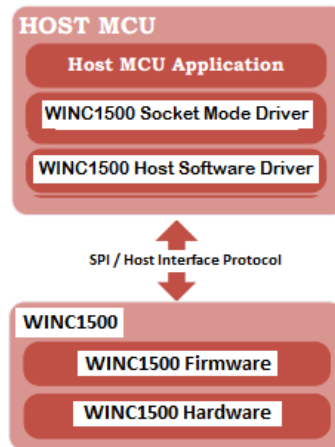 HOST MCU
Host MCU Application
WINC1500 Socket Mode Driver
WINC1500 Host Software Driver
SPI / Host Interface Protocol
WINC1500
WINC1500 Firmware
WINC1500 Hardware